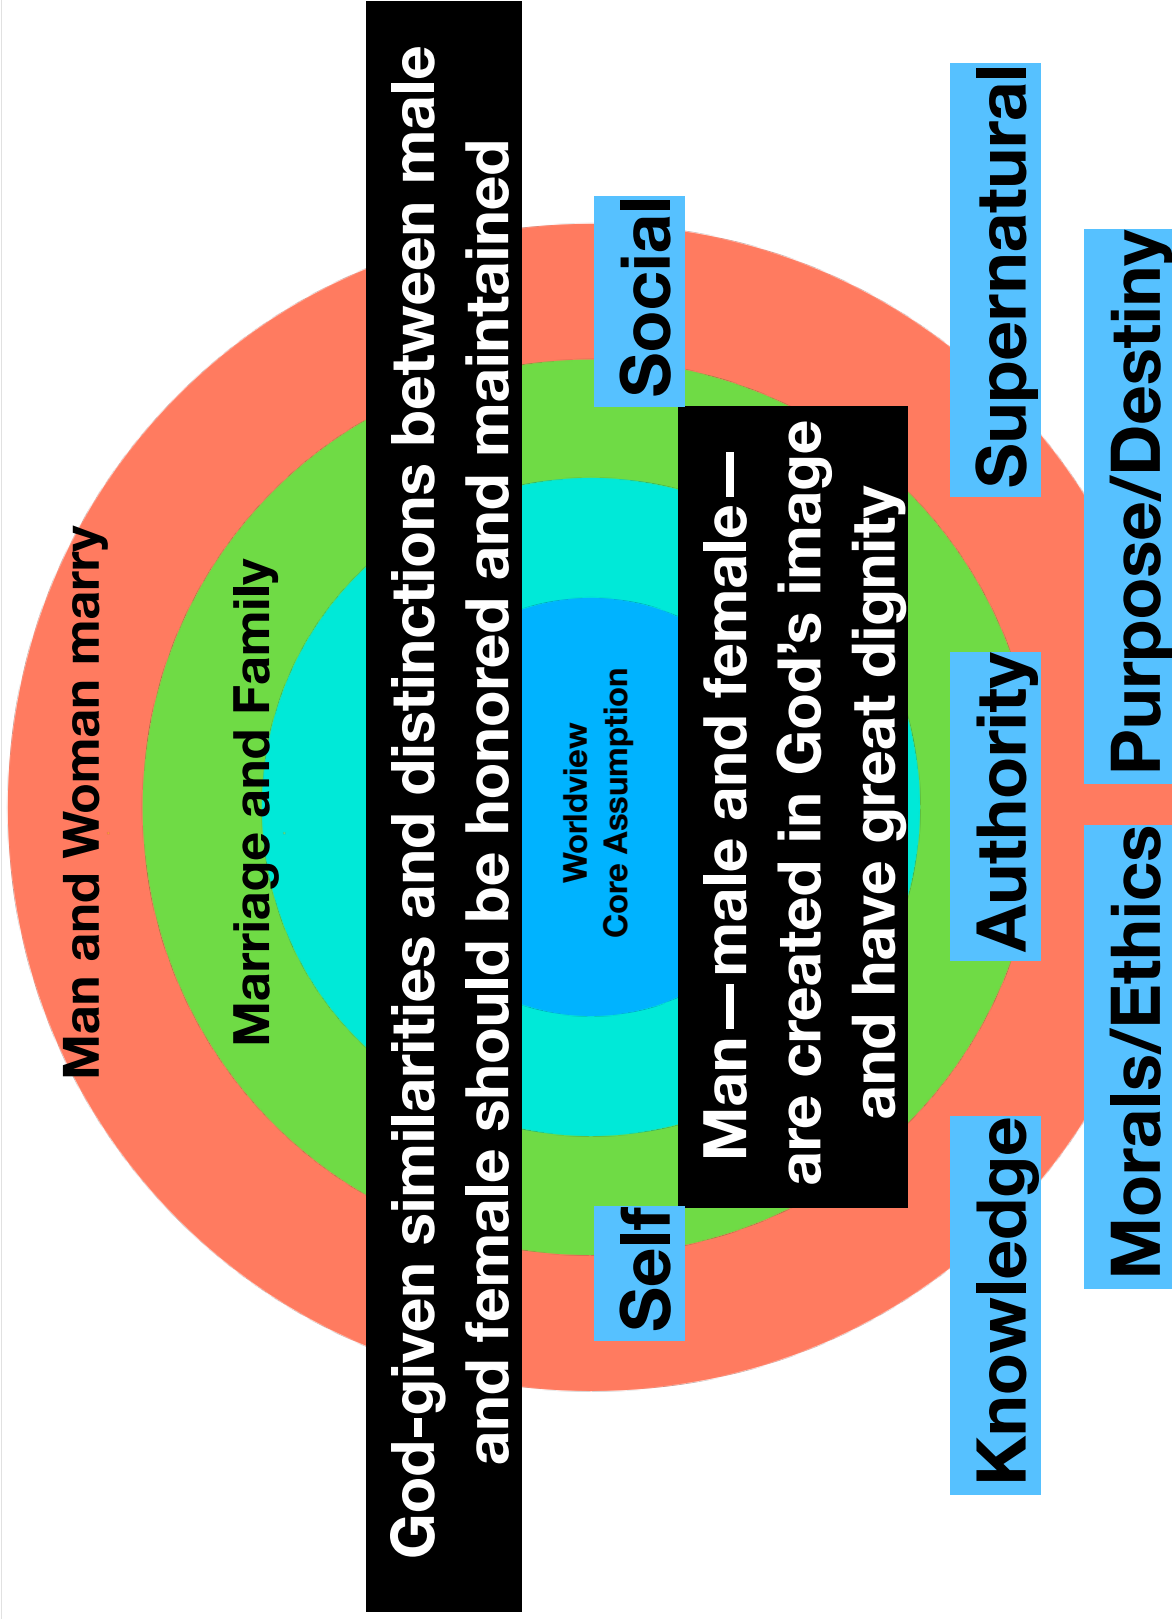 Man and Woman marry
Marriage and Family
God-given similarities and distinctions between male
and female should be honored and maintained
Worldview
Core Assumption
Self
Social
Man—male and female—
are created in God’s image
and have great dignity
Knowledge
Authority
Supernatural
Morals/Ethics
Purpose/Destiny